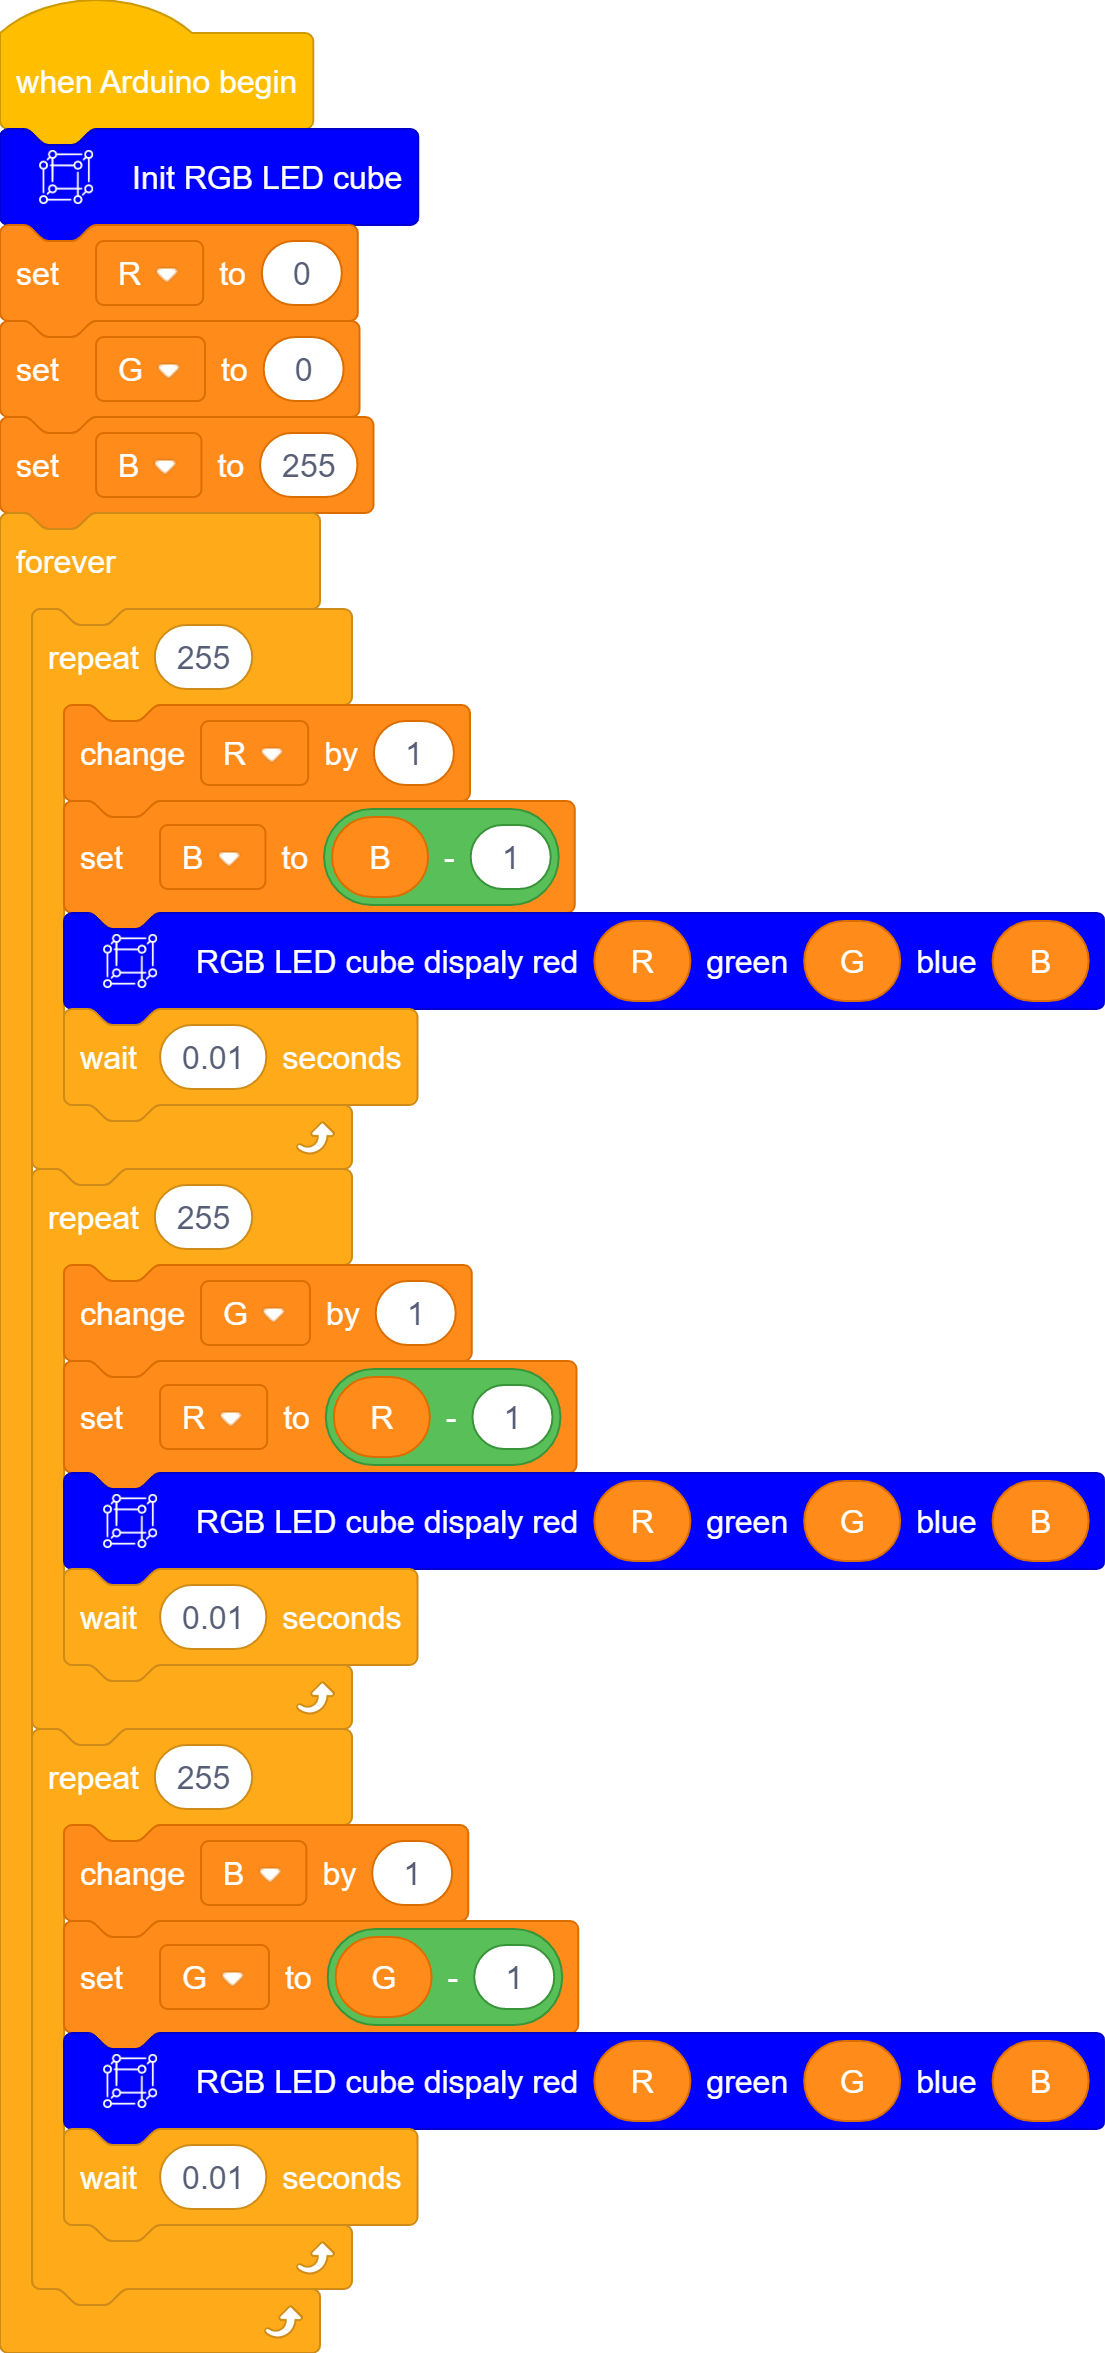 when Arduino begin
Init RGB LED cube
set R to 0
set G to 0
set B to 255
forever
repeat 255
change R by 1
set B to B - 1
RGB LED cube dispaly red R green G blue B
wait 0.01 seconds
repeat 255
change G by 1
set R to R - 1
RGB LED cube dispaly red R green G blue B
wait 0.01 seconds
repeat 255
change B by 1
set G to G - 1
RGB LED cube dispaly red R green G blue B
wait 0.01 seconds